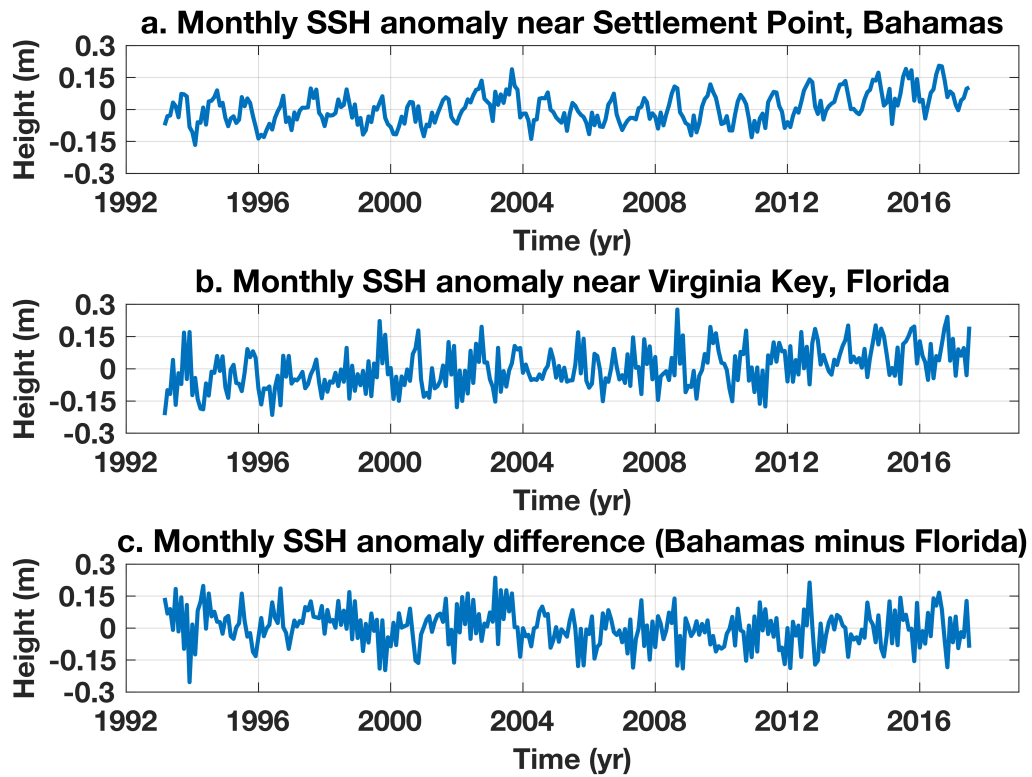 a. Monthly SSH anomaly near Settlement Point, Bahamas
Height (m)
0.3
0.15
0
-0.15
-0.3
1992 1996 2000 2004 2008 2012 2016
Time (yr)
b. Monthly SSH anomaly near Virginia Key, Florida
Height (m)
0.3
0.15
0
-0.15
-0.3
1992 1996 2000 2004 2008 2012 2016
Time (yr)
c. Monthly SSH anomaly difference (Bahamas minus Florida)
Height (m)
0.3
0.15
0
-0.15
-0.3
1992 1996 2000 2004 2008 2012 2016
Time (yr)